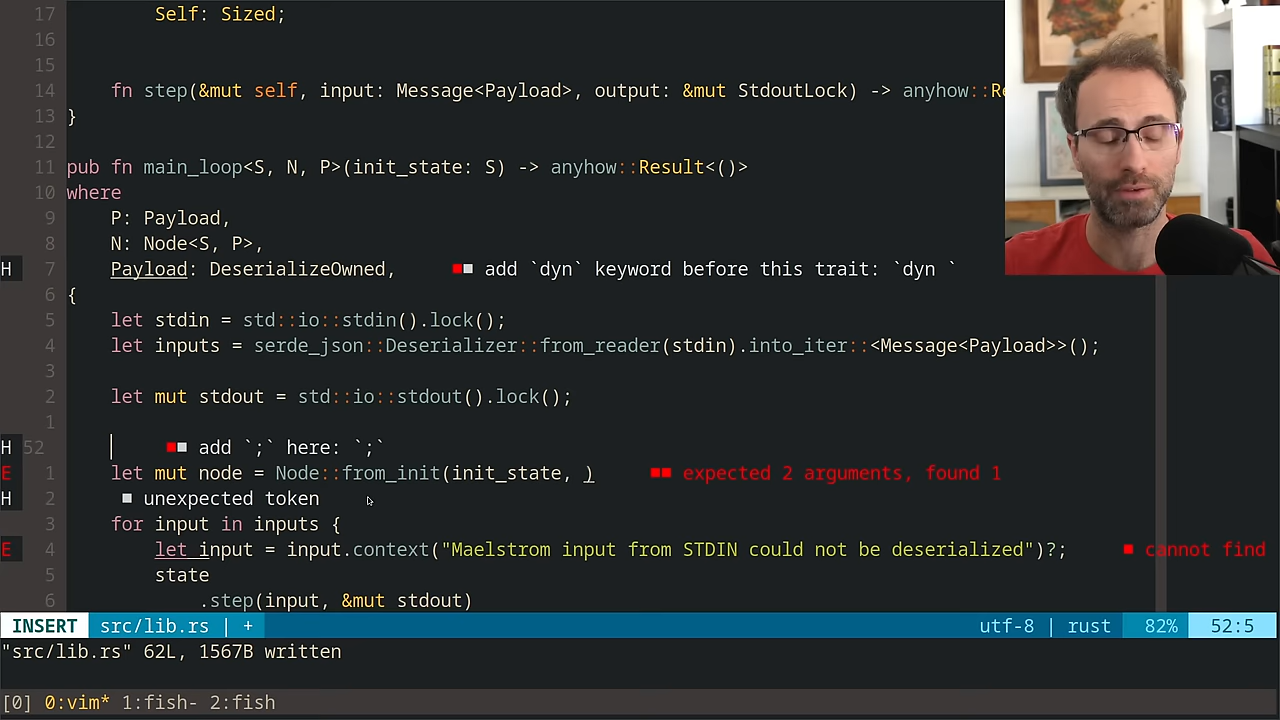 17 Self: Sized;
16
15
14 fn step(&mut self, input: Message<Payload>, output: &mut StdoutLock) -> anyhow::Re
13 }
12
11 pub fn main_loop<S, N, P>(init_state: S) -> anyhow::Result<()>
10 where
9 P: Payload,
8 N: Node<S, P>,
H 7 Payload: DeserializeOwned, ■■ add `dyn` keyword before this trait: `dyn `
6 {
5 let stdin = std::io::stdin().lock();
4 let inputs = serde_json::Deserializer::from_reader(stdin).into_iter::<Message<Payload>>();
3
2 let mut stdout = std::io::stdout().lock();
1
H 52 ■■ add `;` here: `;`
E 1 let mut node = Node::from_init(init_state, ) ■■ expected 2 arguments, found 1
H 2 ■ unexpected token
3 for input in inputs {
E 4 let input = input.context("Maelstrom input from STDIN could not be deserialized")?; ■ cannot find
5 state
6 .step(input, &mut stdout)
INSERT src/lib.rs | + utf-8 | rust 82% 52:5
"src/lib.rs" 62L, 1567B written
[0] 0:vim* 1:fish- 2:fish